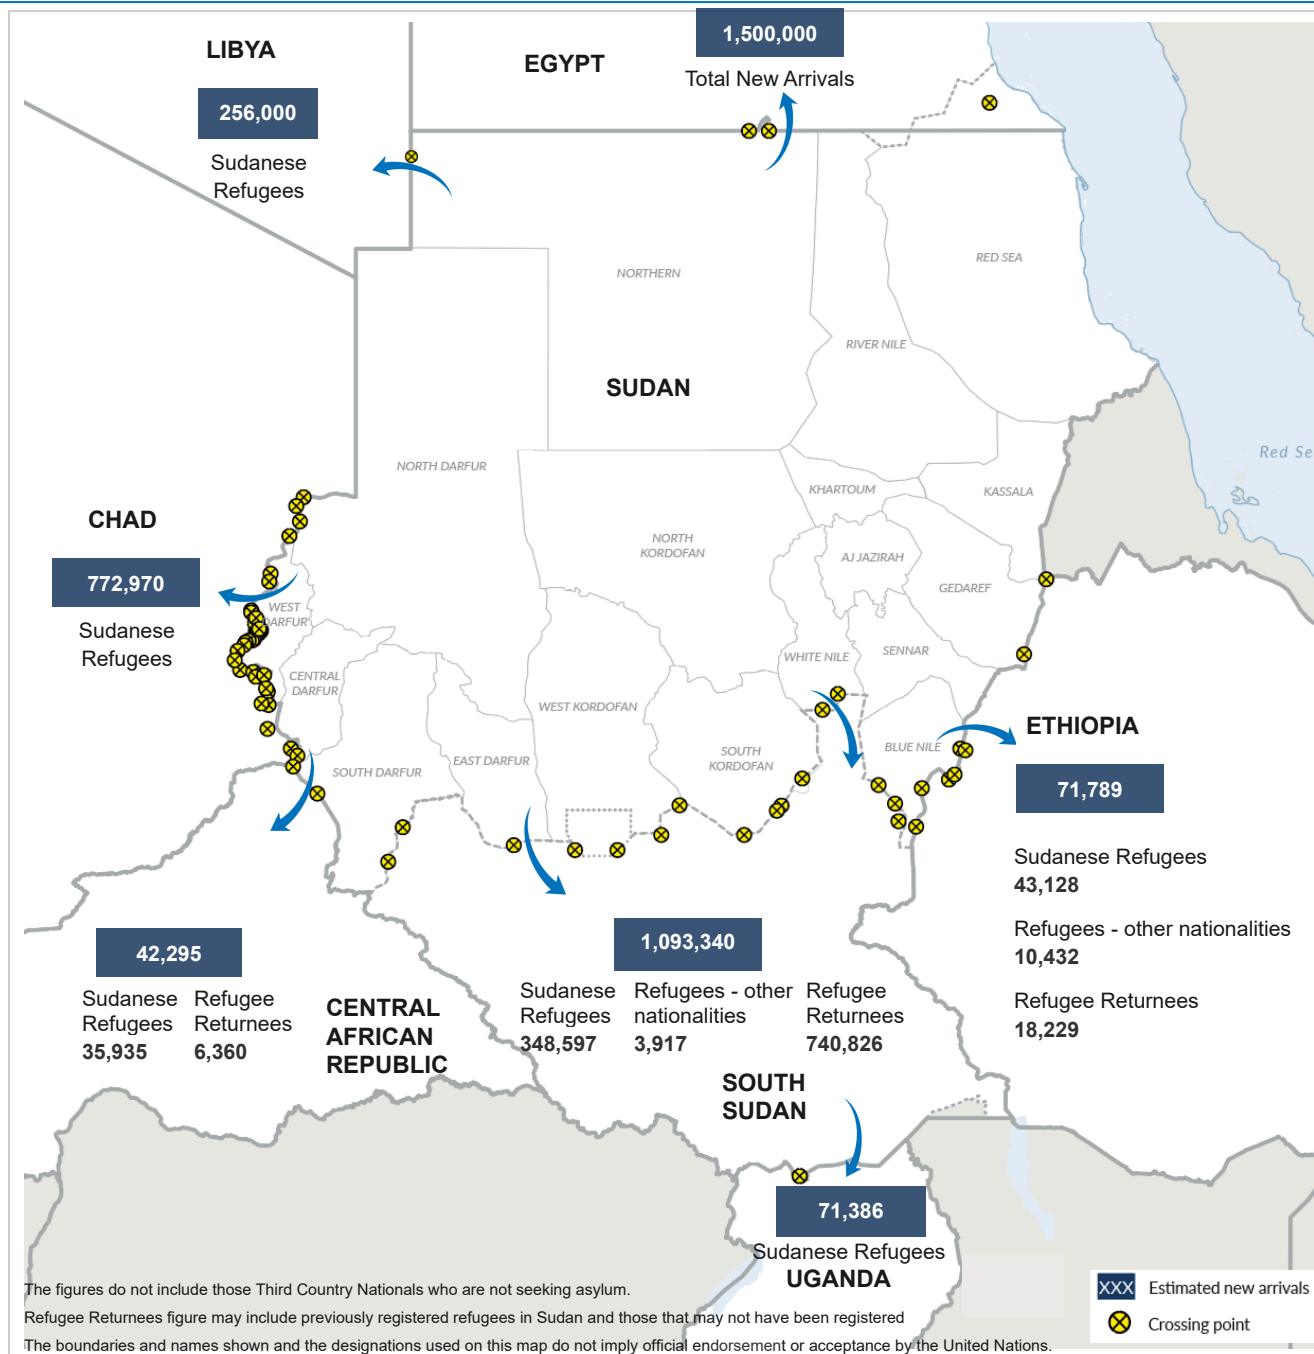 LIBYA
256,000
Sudanese
Refugees
EGYPT
1,500,000
Total New Arrivals
NORTHERN
RED SEA
RIVER NILE
SUDAN
NORTH DARFUR
KHARTOUM
KASSALA
Red Se
CHAD
772,970
Sudanese
Refugees
NORTH
KORDOFAN
AJ JAZIRAH
GEDAREF
WEST
DARFUR
CENTRAL
DARFUR
WHITE NILE
SENNAR
WEST KORDOFAN
SOUTH
KORDOFAN
BLUE NILE
EAST DARFUR
SOUTH DARFUR
ETHIOPIA
71,789
Sudanese Refugees
43,128
Refugees - other nationalities
10,432
Refugee Returnees
18,229
42,295
Sudanese
Refugees
35,935
Refugee
Returnees
6,360
CENTRAL
AFRICAN
REPUBLIC
1,093,340
Sudanese
Refugees
348,597
Refugees - other
nationalities
3,917
Refugee
Returnees
740,826
SOUTH
SUDAN
71,386
Sudanese Refugees
UGANDA
The figures do not include those Third Country Nationals who are not seeking asylum.
Refugee Returnees figure may include previously registered refugees in Sudan and those that may not have been registered
The boundaries and names shown and the designations used on this map do not imply official endorsement or acceptance by the United Nations.
XXX Estimated new arrivals
Crossing point